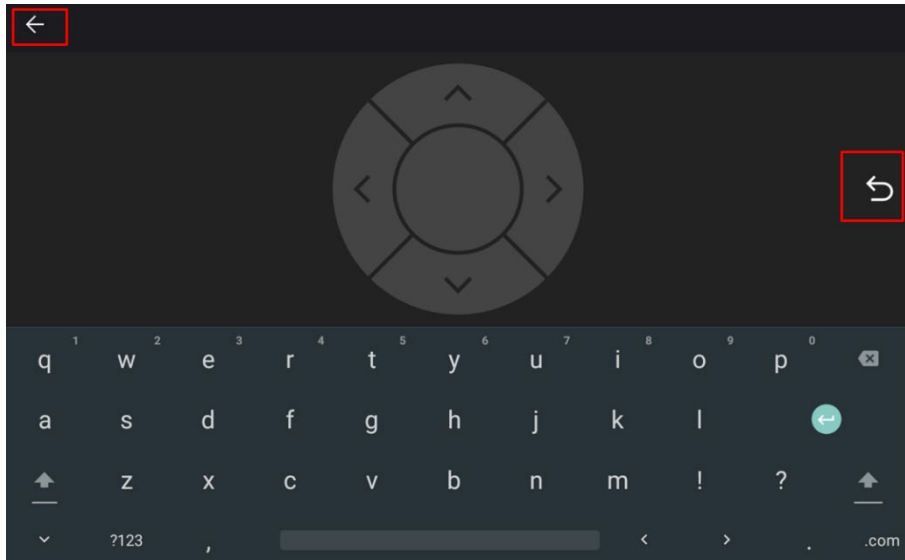 1 2 3 4 5 6 7 8 9 0
q w e r t y u i o p
a s d f g h j k l
z x c v b n m ! ?
?123 , < > . .com